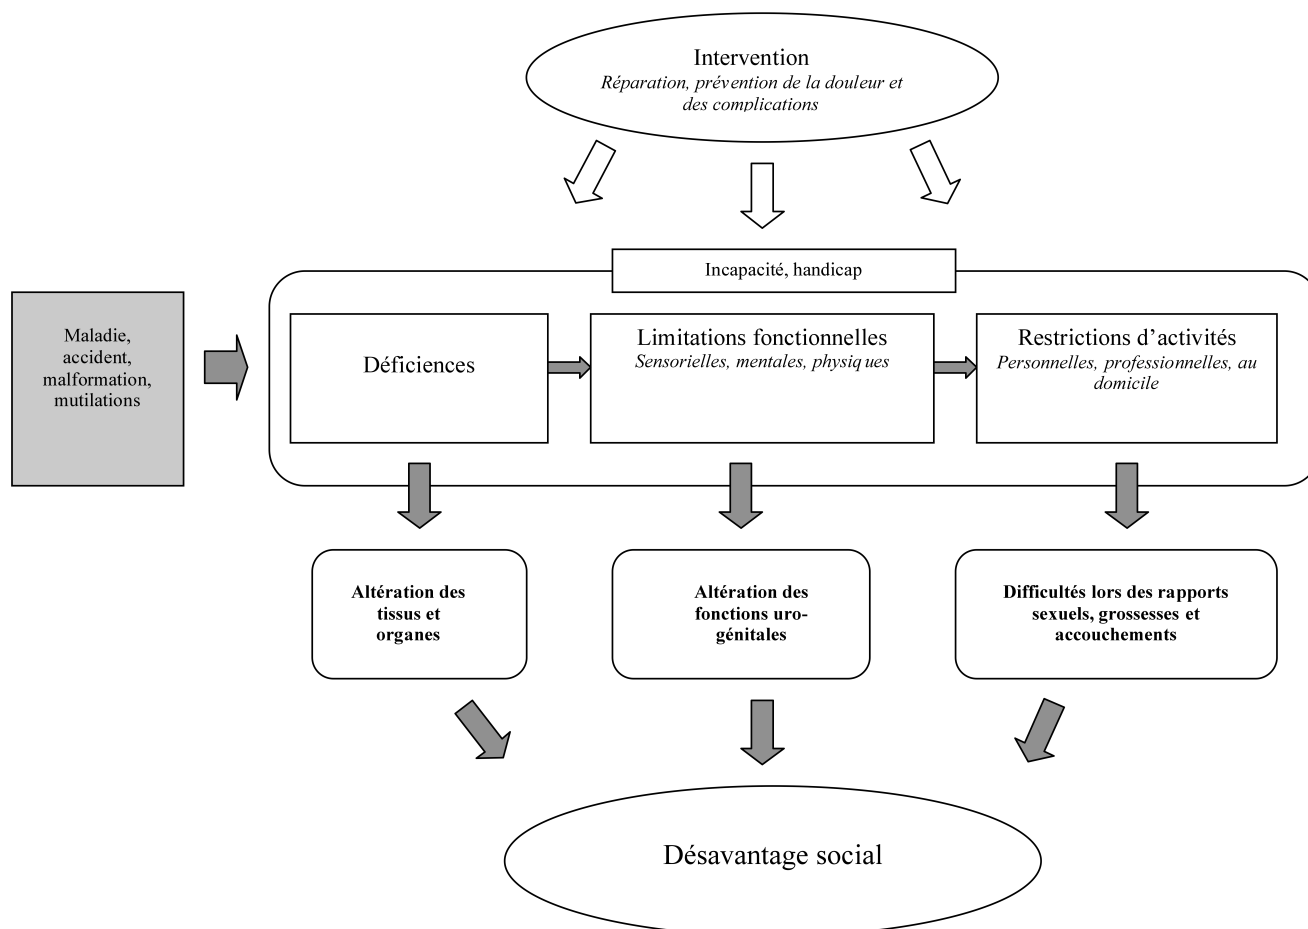 Intervention
Réparation, prévention de la douleur et
des complications
Incapacité, handicap
Maladie,
accident,
malformation,
mutilations
Déficiences
Limitations fonctionnelles
Sensorielles, mentales, physiques
Restrictions d’activités
Personnelles, professionnelles, au
domicile
Altération des
tissus et
organes
Altération des
fonctions uro-
génitales
Difficultés lors des rapports
sexuels, grossesses et
accouchements
Désavantage social